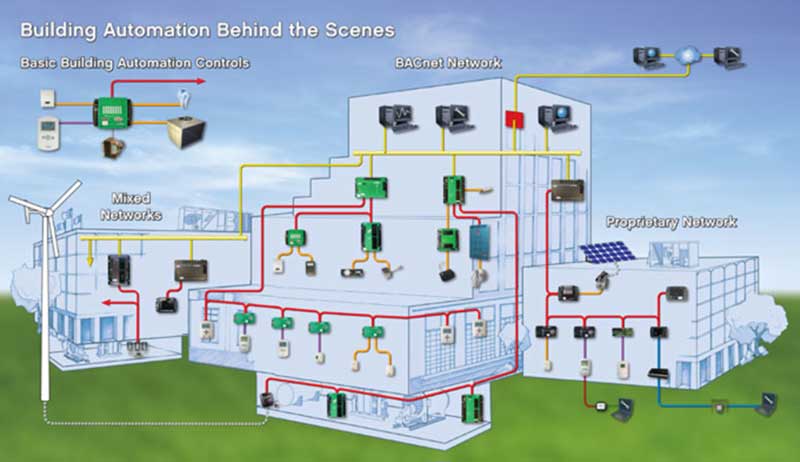 Building Automation Behind the Scenes
Basic Building Automation Controls
BACnet Network
Mixed
Networks
Proprietary Network